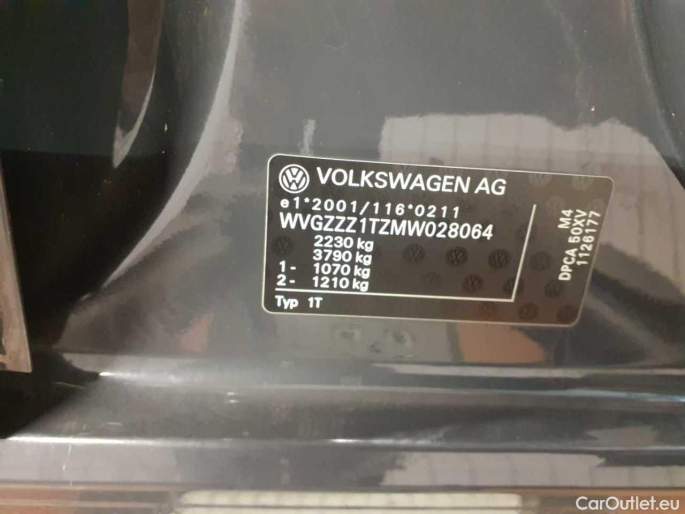 VOLKSWAGEN AG
e1*2001/116*0211
WVGZZZ1TZMW028064
2230 kg
3790 kg
1- 1070 kg
2- 1210 kg
Typ 1T
M4
DPCA 50XV
1126177
CarOutlet.eu